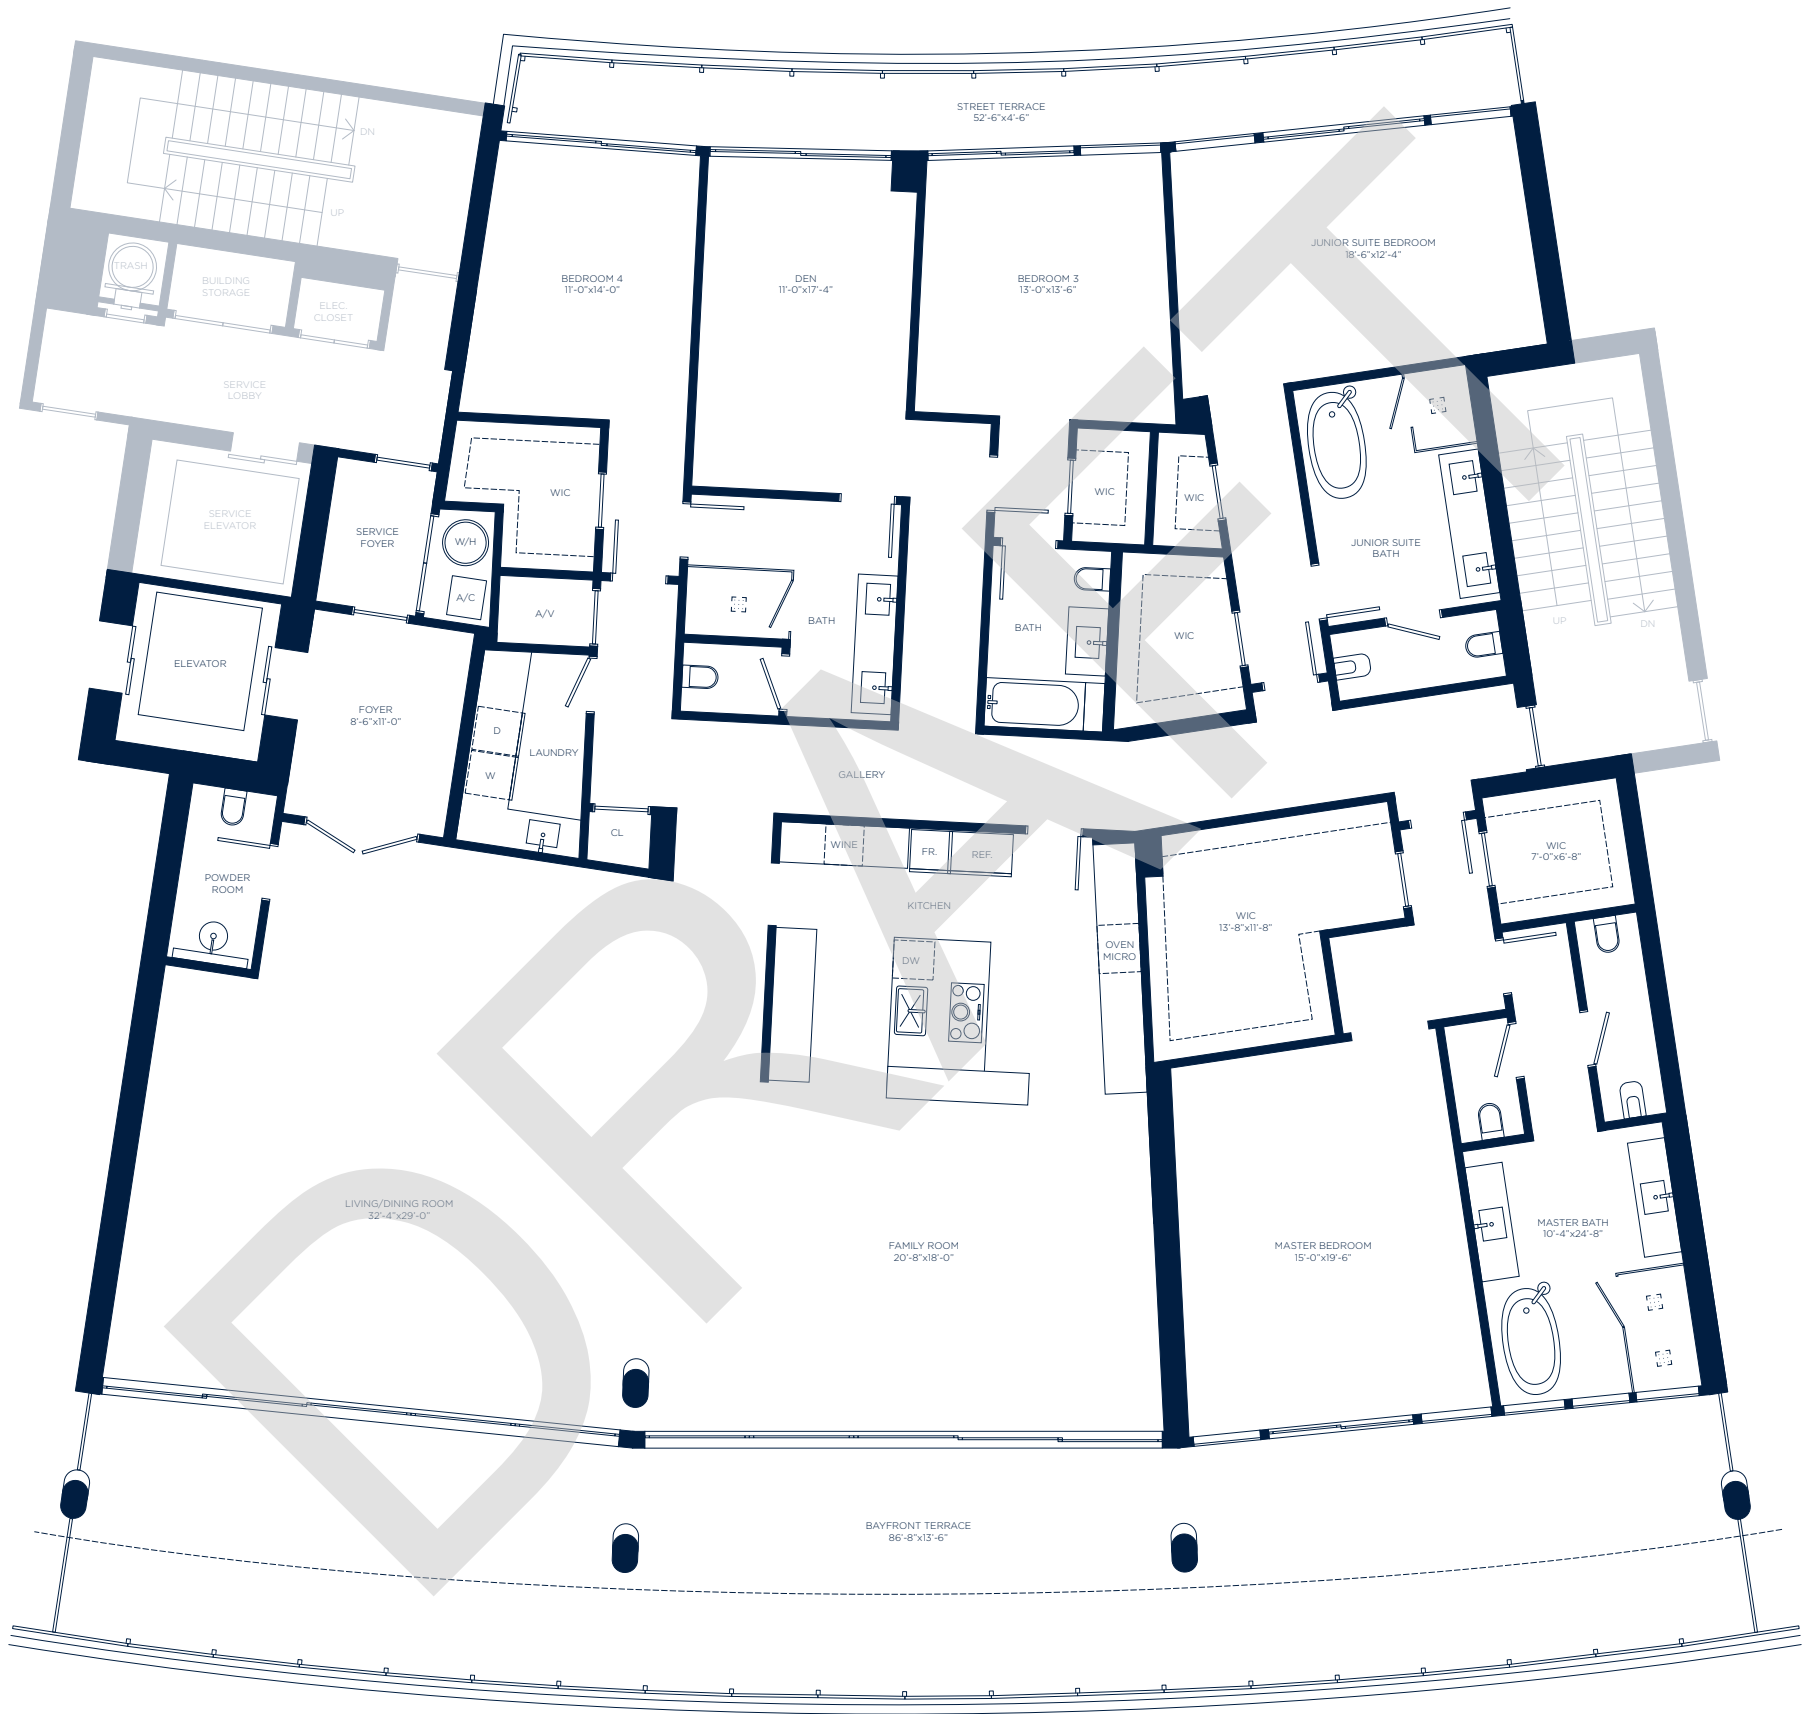 STREET TERRACE
52'-6"x4'-6"
DN
UP
TRASH
BUILDING
STORAGE
ELEC.
CLOSET
SERVICE
LOBBY
BEDROOM 4
11'-0"x14'-0"
DEN
11'-0"x17'-4"
BEDROOM 3
13'-0"x13'-6"
JUNIOR SUITE BEDROOM
18'-6"x12'-4"
SERVICE
ELEVATOR
SERVICE
FOYER
WIC
W/H
A/C
A/V
WIC
WIC
JUNIOR SUITE
BATH
BATH
BATH
WIC
UP
DN
ELEVATOR
FOYER
8'-6"x11'-0"
D
W
LAUNDRY
GALLERY
CL
WINE
FR.
REF.
POWDER
ROOM
KITCHEN
DW
OVEN
MICRO
WIC
13'-8"x11'-8"
WIC
7'-0"x6'-8"
LIVING/DINING ROOM
32'-4"x29'-0"
FAMILY ROOM
20'-8"x18'-0"
MASTER BEDROOM
15'-0"x19'-6"
MASTER BATH
10'-4"x24'-8"
BAYFRONT TERRACE
86'-8"x13'-6"
DRAFT